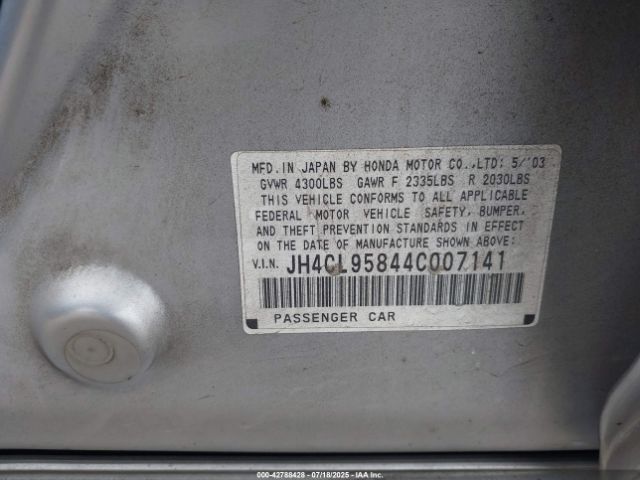 MFD. IN JAPAN BY HONDA MOTOR CO.,LTD: 5/'03
GVWR 4300LBS GAWR F 2335LBS R 2030LBS
THIS VEHICLE CONFORMS TO ALL APPLICABLE
FEDERAL MOTOR VEHICLE SAFETY, BUMPER,
AND THEFT PREVENTION STANDARDS IN EFFECT
ON THE DATE OF MANUFACTURE SHOWN ABOVE:
V.I.N. JH4CL95844C007141
PASSENGER CAR
000-42788428 - 07/18/2025 - IAAI.COM